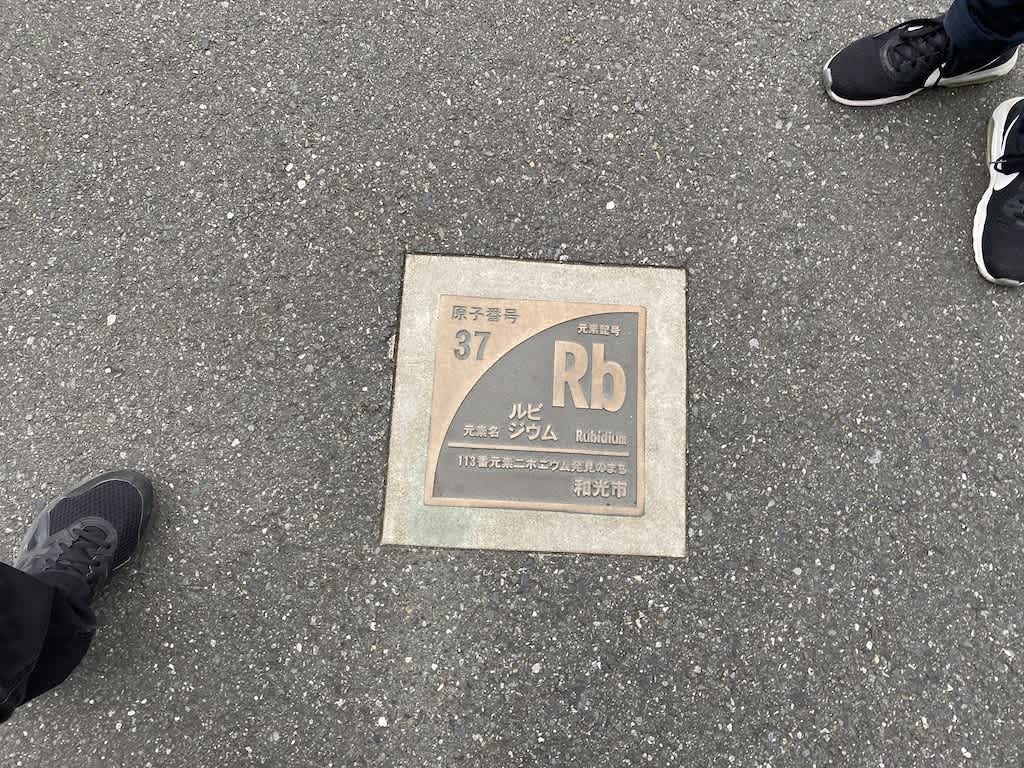 原子番号
37
元素記号
Rb
元素名 ルビジウム Rubidium
113番元素ニホニウム発見のまち
和光市